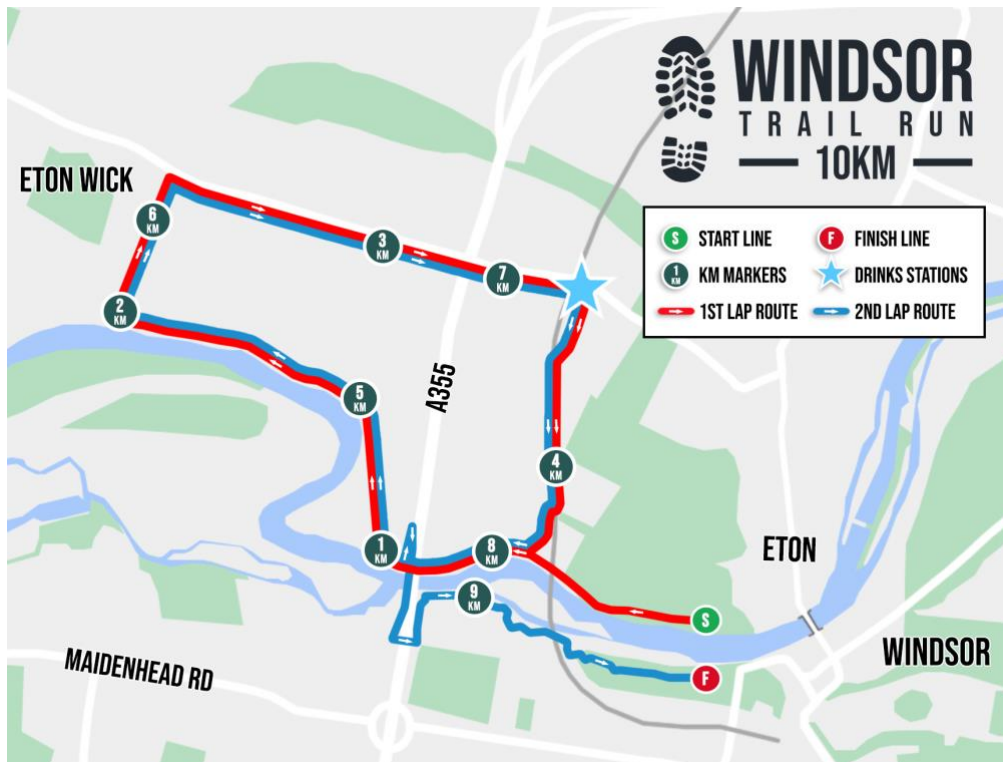 WINDSOR
TRAIL RUN
10KM
ETON WICK
S START LINE
F FINISH LINE
1 KM KM MARKERS
DRINKS STATIONS
1ST LAP ROUTE
2ND LAP ROUTE
6 KM
3 KM
7 KM
2 KM
A355
5 KM
4 KM
1 KM
8 KM
ETON
9 KM
S
WINDSOR
MAIDENHEAD RD
F